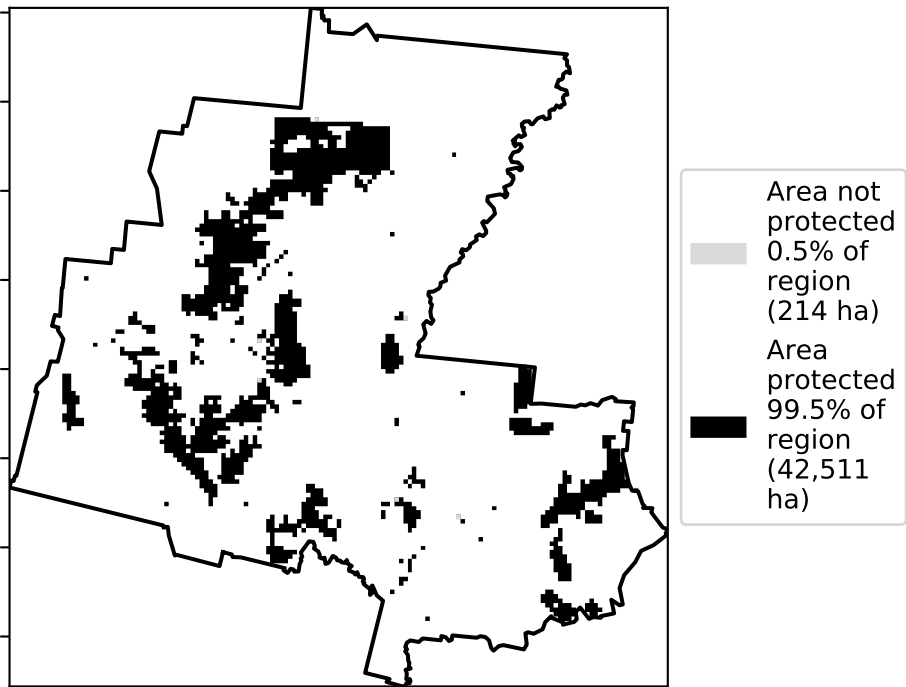 Area not
protected
0.5% of
region
(214 ha)
Area
protected
99.5% of
region
(42,511
ha)